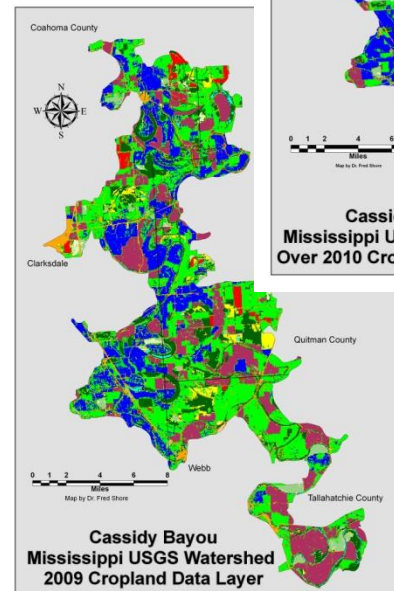 Coahoma County
N
W E
S
Clarksdale
Quitman County
Webb
Tallahatchie County
0 1 2 4 6 8
Miles
Map by Dr. Fred Shore
Cassidy Bayou
Mississippi USGS Watershed
2009 Cropland Data Layer
0 1 2 4 6
Miles
Map by Dr. Fred Shore
Cassi
Mississippi U
Over 2010 Cro